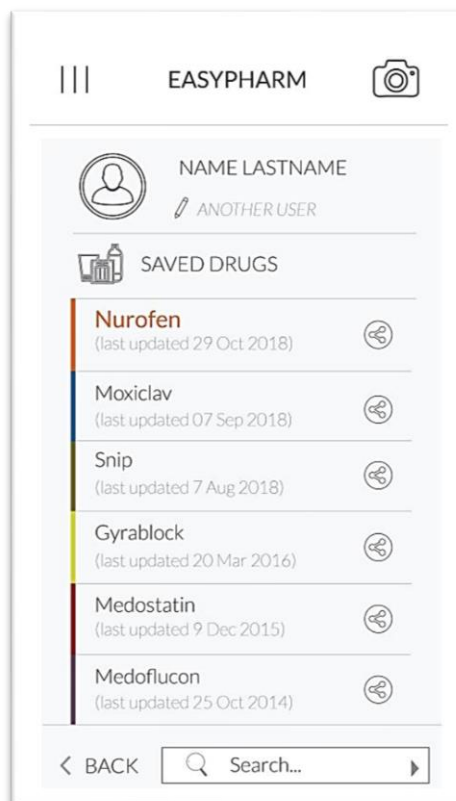 EASYPHARM
NAME LASTNAME
ANOTHER USER
SAVED DRUGS
Nurofen
(last updated 29 Oct 2018)
Moxiclav
(last updated 07 Sep 2018)
Snip
(last updated 7 Aug 2018)
Gyrablock
(last updated 20 Mar 2016)
Medostatin
(last updated 9 Dec 2015)
Medoflucon
(last updated 25 Oct 2014)
BACK
Search...